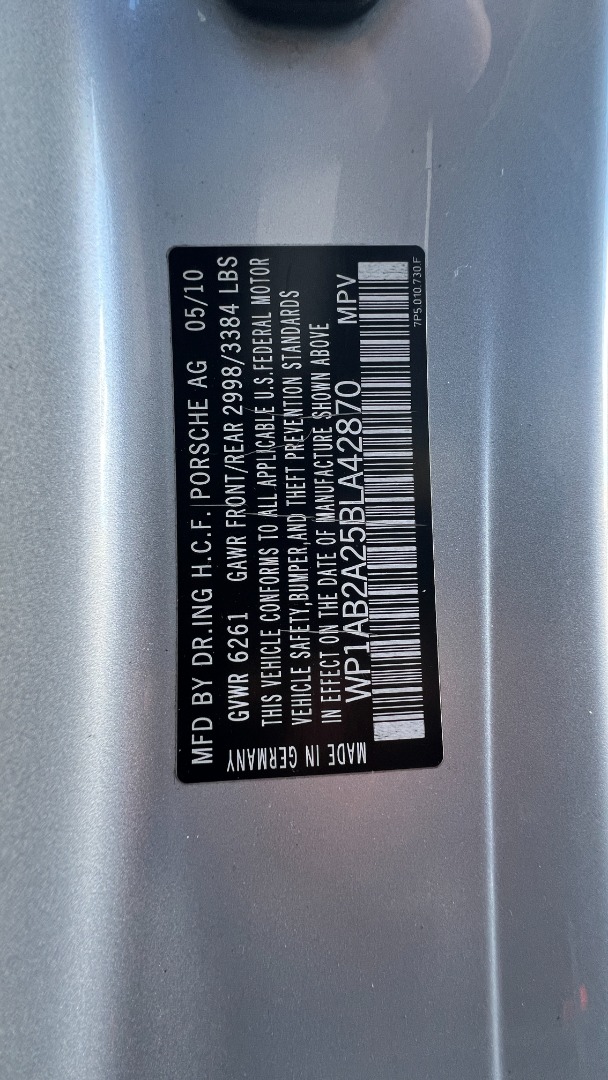 MFD BY DR.ING H.C.F. PORSCHE AG 05/10
GVWR 6261 GAWR FRONT/REAR 2998/3384 LBS
THIS VEHICLE CONFORMS TO ALL APPLICABLE U.S.FEDERAL MOTOR
VEHICLE SAFETY,BUMPER,AND THEFT PREVENTION STANDARDS
IN EFFECT ON THE DATE OF MANUFACTURE SHOWN ABOVE
WP1AB2A25BLA42870 MPV
MADE IN GERMANY
7P5.010.730.F